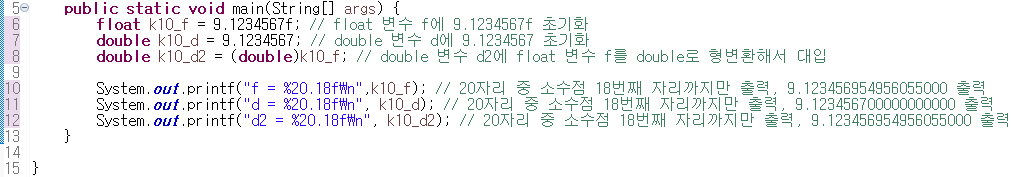 5 public static void main(String[] args) {
6 float k10_f = 9.1234567f; // float 변수 f에 9.1234567f 초기화
7 double k10_d = 9.1234567; // double 변수 d에 9.1234567 초기화
8 double k10_d2 = (double)k10_f; // double 변수 d2에 float 변수 f를 double로 형변환해서 대입
9
10 System.out.printf("f = %20.18f₩n",k10_f); // 20자리 중 소수점 18번째 자리까지만 출력, 9.123456954956055000 출력
11 System.out.printf("d = %20.18f₩n", k10_d); // 20자리 중 소수점 18번째 자리까지만 출력, 9.123456700000000000 출력
12 System.out.printf("d2 = %20.18f₩n", k10_d2); // 20자리 중 소수점 18번째 자리까지만 출력, 9.123456954956055000 출력
13 }
14
15 }